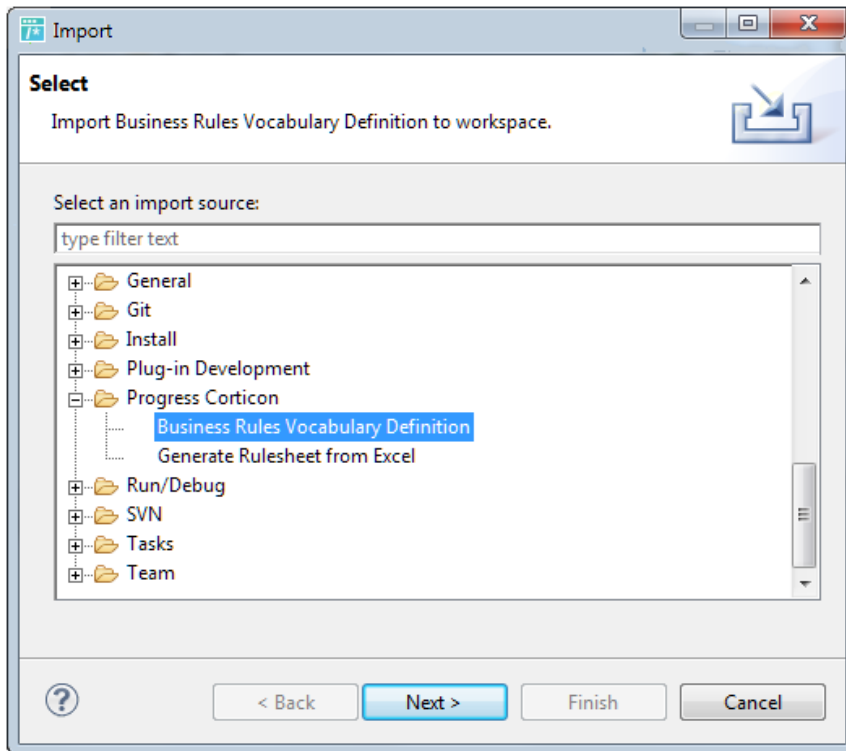 Import
Select
Import Business Rules Vocabulary Definition to workspace.
Select an import source:
type filter text
General
Git
Install
Plug-in Development
Progress Corticon
Business Rules Vocabulary Definition
Generate Rulesheet from Excel
Run/Debug
SVN
Tasks
Team
< Back Next > Finish Cancel